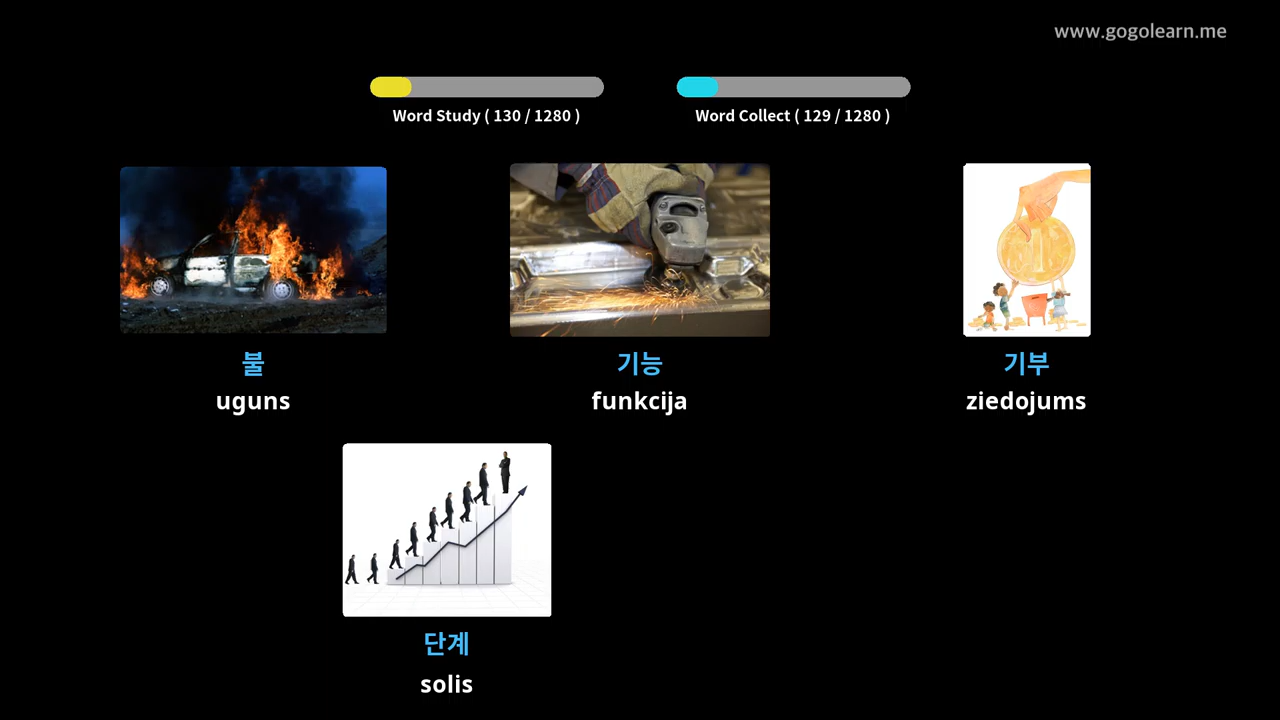 www.gogolearn.me
Word Study ( 130 / 1280 )
Word Collect ( 129 / 1280 )
불
uguns
기능
funkcija
기부
ziedojums
단계
solis